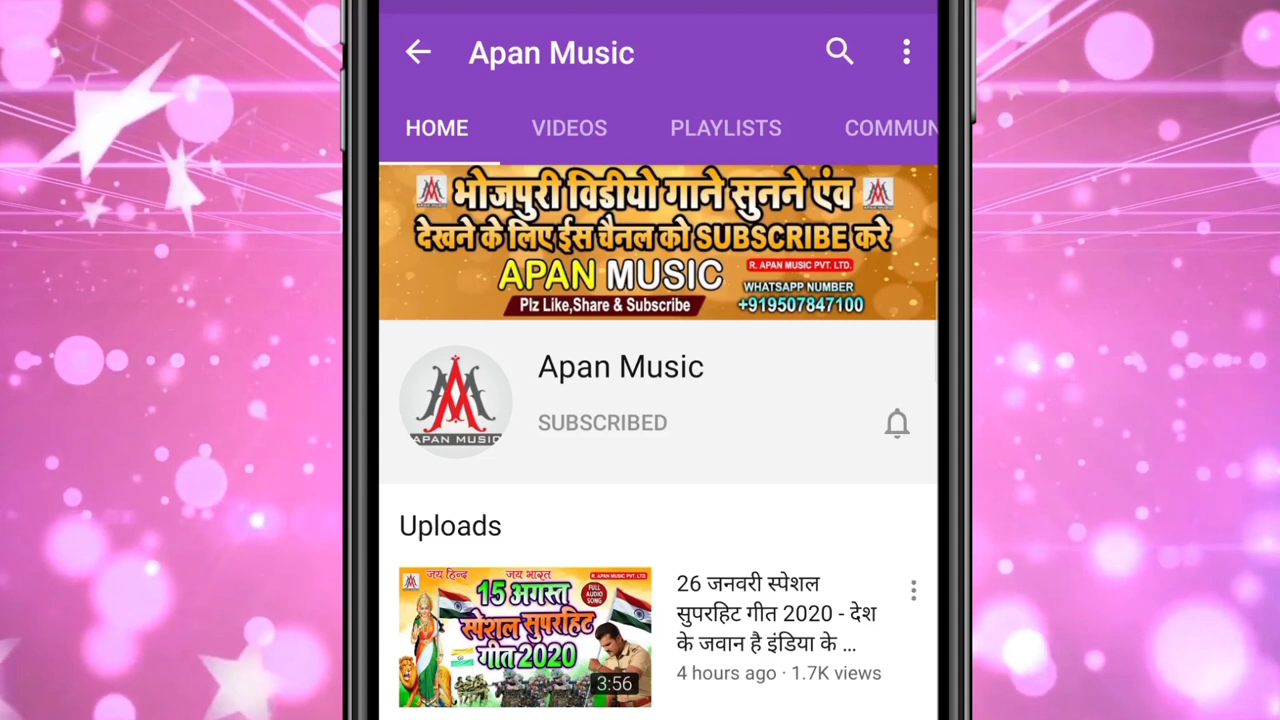 Apan Music
HOME VIDEOS PLAYLISTS COMMUN
भोजपुरी विडीयो गाने सुनने एंव
देखने के लिए ईस चैनल को SUBSCRIBE करे
APAN MUSIC
R. APAN MUSIC PVT. LTD.
WHATSAPP NUMBER
Plz Like,Share & Subscribe
+919507847100
Apan Music
SUBSCRIBED
APAN MUSIC
Uploads
जय हिन्द जय भारत
R. APAN MUSIC PVT. LTD
15 अगस्त
FULL
AUDIO
SONG
स्पेशल सुपरहिट
गीत 2020
3:56
26 जनवरी स्पेशल
सुपरहिट गीत 2020 - देश
के जवान है इंडिया के ...
4 hours ago · 1.7K views